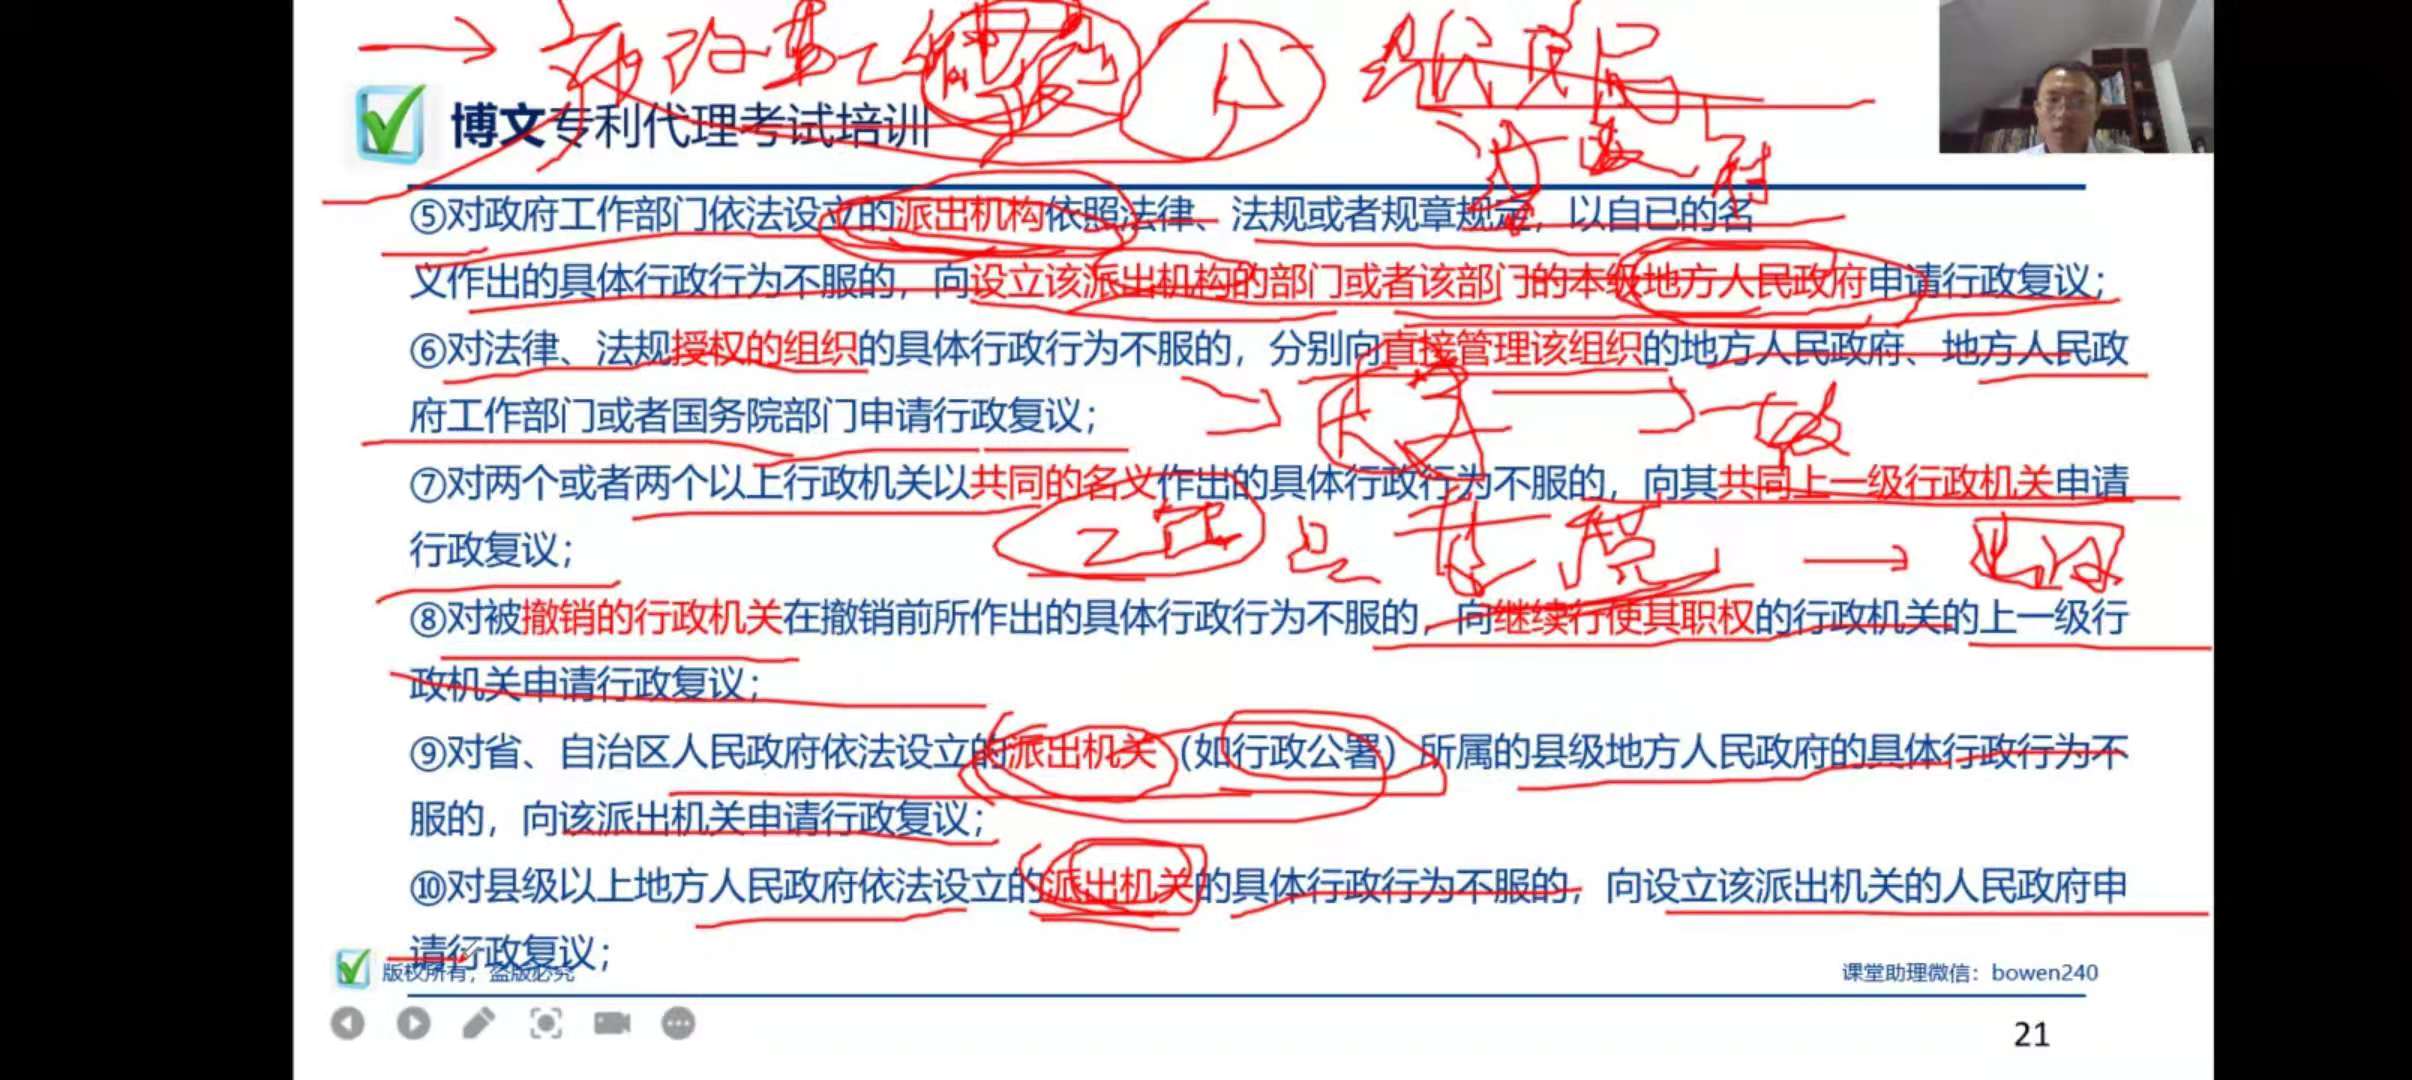 博文专利代理考试培训
⑤对政府工作部门依法设立的派出机构依照法律、法规或者规章规定，以自已的名
义作出的具体行政行为不服的，向设立该派出机构的部门或者该部门的本级地方人民政府申请行政复议；
⑥对法律、法规授权的组织的具体行政行为不服的，分别向直接管理该组织的地方人民政府、地方人民政
府工作部门或者国务院部门申请行政复议；
⑦对两个或者两个以上行政机关以共同的名义作出的具体行政行为不服的，向其共同上一级行政机关申请
行政复议；
⑧对被撤销的行政机关在撤销前所作出的具体行政行为不服的，向继续行使其职权的行政机关的上一级行
政机关申请行政复议；
⑨对省、自治区人民政府依法设立的派出机关（如行政公署）所属的县级地方人民政府的具体行政行为不
服的，向该派出机关申请行政复议；
⑩对县级以上地方人民政府依法设立的派出机关的具体行政行为不服的，向设立该派出机关的人民政府申
请行政复议；
版权所有，盗版必究
课堂助理微信：bowen240
21